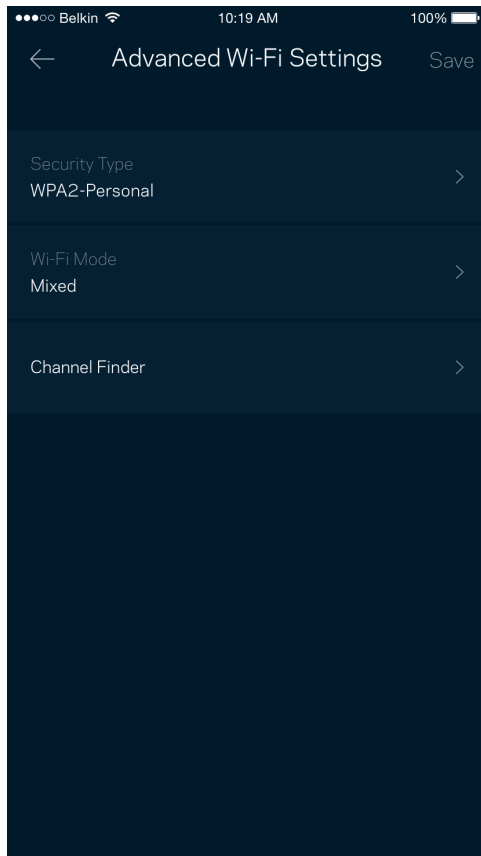 Belkin 10:19 AM 100%
Advanced Wi-Fi Settings Save
Security Type
WPA2-Personal
Wi-Fi Mode
Mixed
Channel Finder